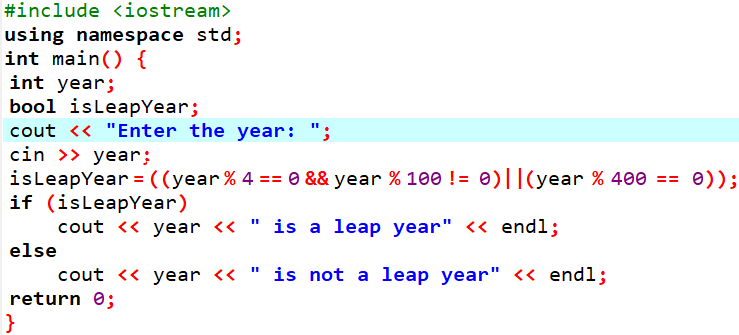 #include <iostream>
using namespace std;
int main() {
int year;
bool isLeapYear;
cout << "Enter the year: ";
cin >> year;
isLeapYear = ((year % 4 == 0 && year % 100 != 0)||(year % 400 == 0));
if (isLeapYear)
    cout << year << " is a leap year" << endl;
else
    cout << year << " is not a leap year" << endl;
return 0;
}